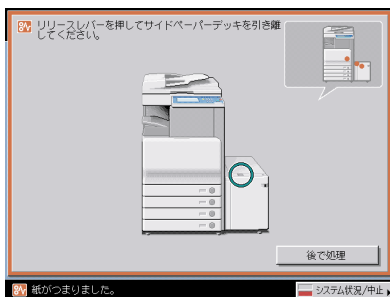 リリースレバーを押してサイドペーパーデッキを引き離
してください。
後で処理
紙がつまりました。
システム状況/中止